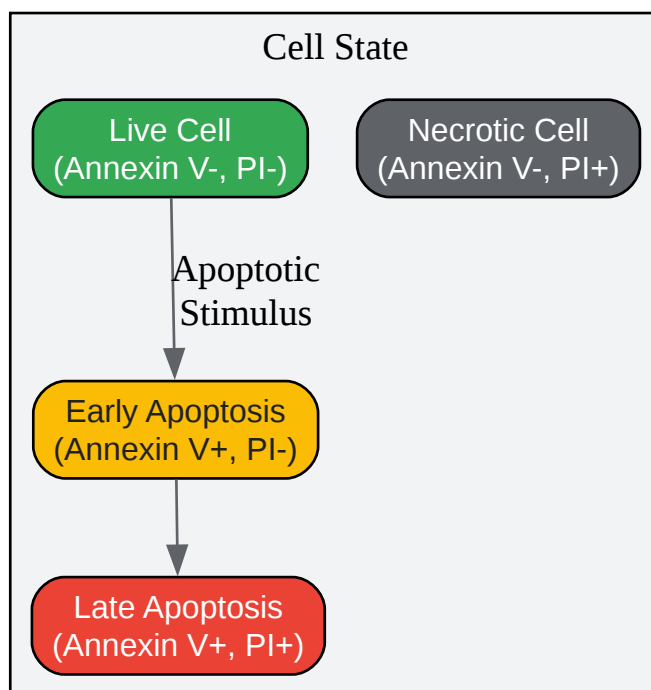 Cell State
Live Cell
(Annexin V-, PI-)
Necrotic Cell
(Annexin V-, PI+)
Apoptotic
Stimulus
Early Apoptosis
(Annexin V+, PI-)
Late Apoptosis
(Annexin V+, PI+)